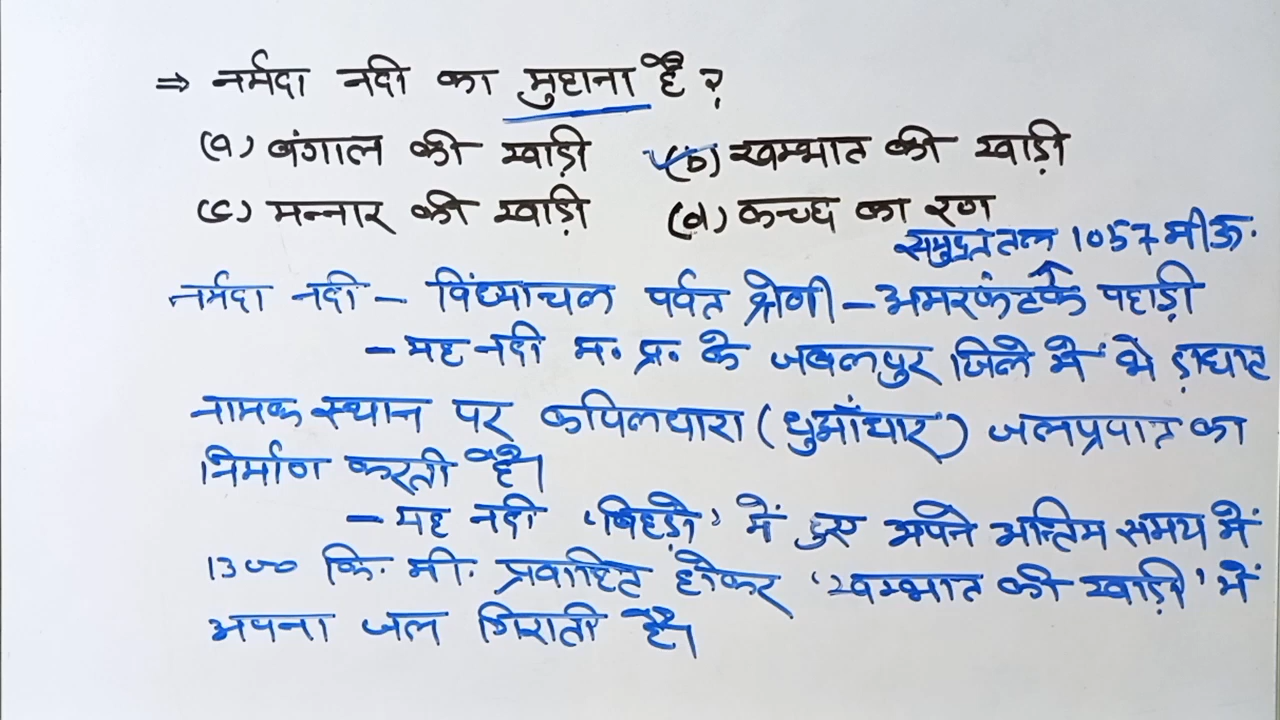 ⇒ नर्मदा नदी का मुहाना है ?
(a) बंगाल की खाड़ी (b) खम्भात की खाड़ी
(c) मन्नार की खाड़ी (d) कच्छ का रण
समुद्रतल 1057 मी ऊ.
नर्मदा नदी – विंध्याचल पर्वत श्रेणी – अमरकंटक पहाड़ी
– यह नदी म. प्र. के जबलपुर जिले में भेड़ाघाट
नामक स्थान पर कपिलधारा (धुआँधार) जलप्रपात का
निर्माण करती है।
– यह नदी 'बिहड़ो' में हुए अपने अन्तिम समय में
1300 कि. मी. प्रवाहित होकर 'खम्भात की खाड़ी' में
अपना जल गिराती है।